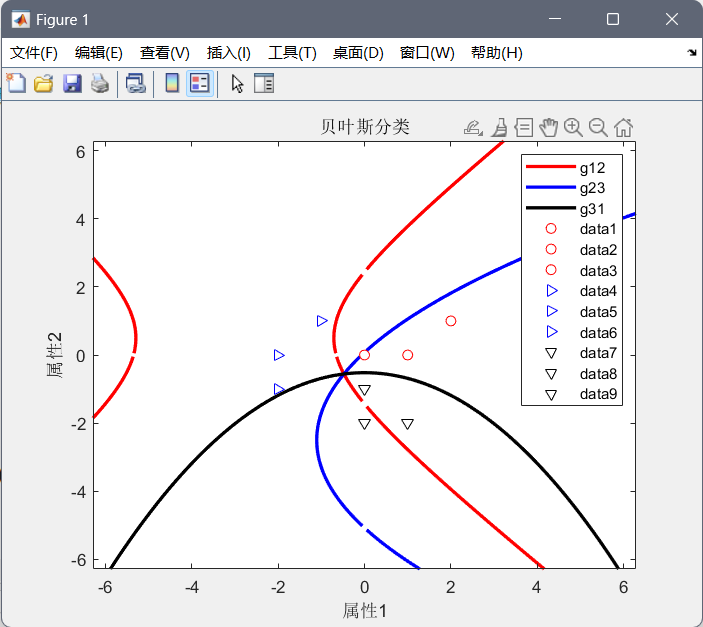 Figure 1
文件(F) 编辑(E) 查看(V) 插入(I) 工具(T) 桌面(D) 窗口(W) 帮助(H)
贝叶斯分类
6
4
2
0
-2
-4
-6
属性2
-6 -4 -2 0 2 4 6
属性1
g12
g23
g31
data1
data2
data3
data4
data5
data6
data7
data8
data9